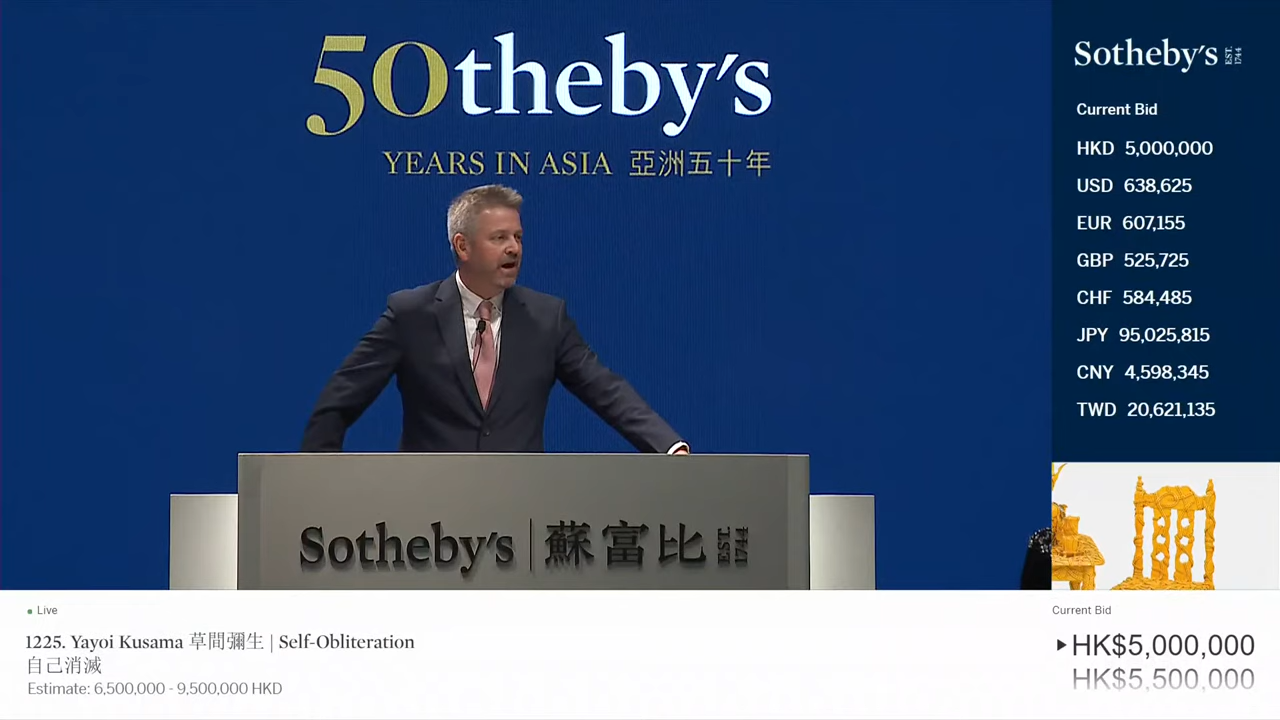 50theby's
YEARS IN ASIA 亞洲五十年
Sotheby's EST. 1744
Current Bid
HKD 5,000,000
USD 638,625
EUR 607,155
GBP 525,725
CHF 584,485
JPY 95,025,815
CNY 4,598,345
TWD 20,621,135
Sotheby's | 蘇富比 EST. 1744
Live
1225. Yayoi Kusama 草間彌生 | Self-Obliteration
自己消滅
Estimate: 6,500,000 - 9,500,000 HKD
Current Bid
HK$5,000,000
HK$5,500,000